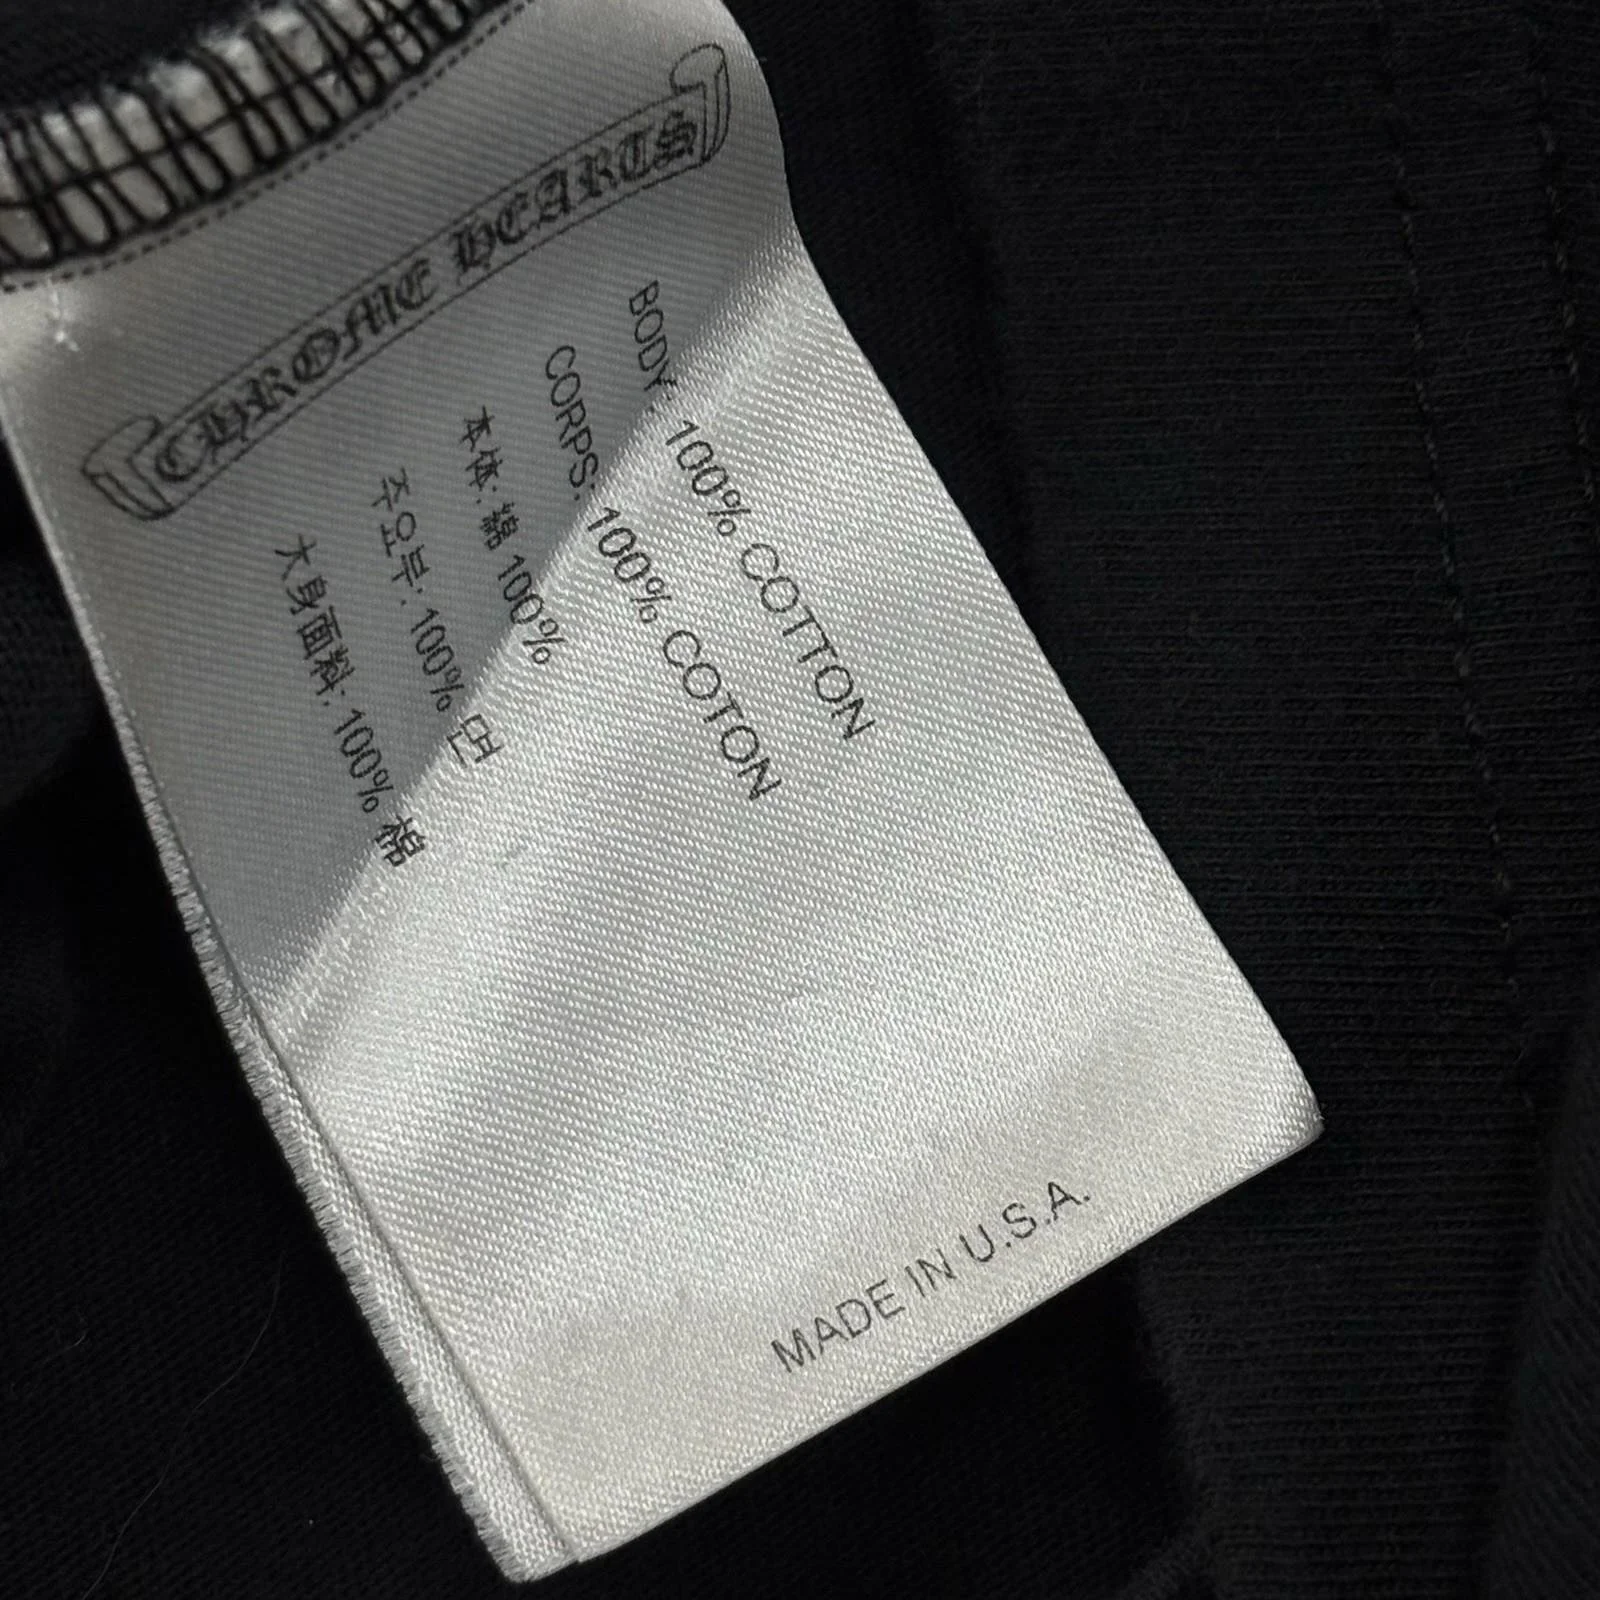 CHROME HEARTS
BODY: 100% COTTON
CORPS: 100% COTON
本体: 綿 100%
주요부: 100% 면
大身面料: 100% 棉
MADE IN U.S.A.